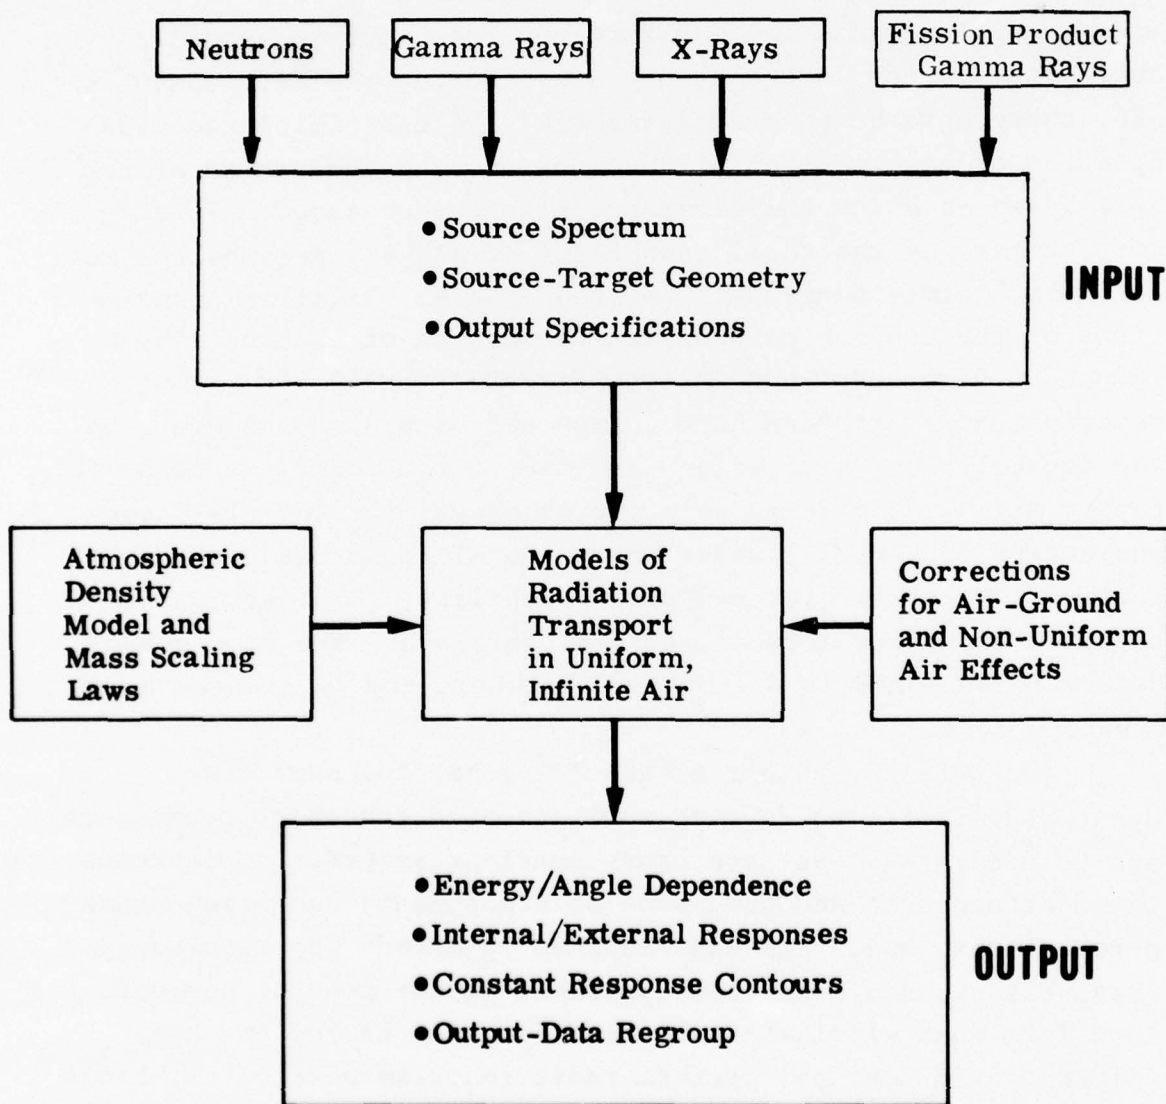 Neutrons
Gamma Rays
X-Rays
Fission Product
Gamma Rays
• Source Spectrum
• Source-Target Geometry
• Output Specifications
INPUT
Atmospheric
Density
Model and
Mass Scaling
Laws
Models of
Radiation
Transport
in Uniform,
Infinite Air
Corrections
for Air-Ground
and Non-Uniform
Air Effects
• Energy/Angle Dependence
• Internal/External Responses
• Constant Response Contours
• Output-Data Regroup
OUTPUT